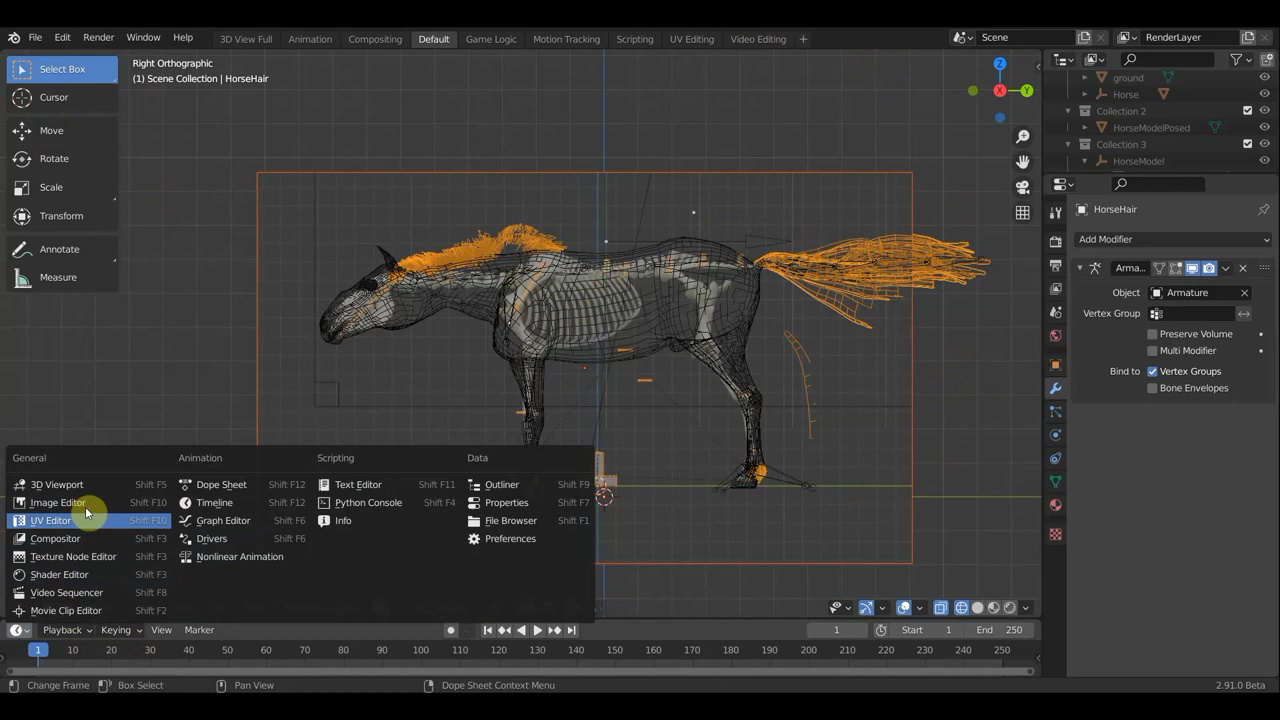 File Edit Render Window Help 3D View Full Animation Compositing Default Game Logic Motion Tracking Scripting UV Editing Video Editing + Scene RenderLayer
Select Box
Cursor
Move
Rotate
Scale
Transform
Annotate
Measure
Right Orthographic
(1) Scene Collection | HorseHair
Z
X
Y
ground
Horse
Collection 2
HorseModelPosed
Collection 3
HorseModel
HorseHair
Add Modifier
Arma...
Object: Armature
Vertex Group:
Preserve Volume
Multi Modifier
Bind to Vertex Groups
Bone Envelopes
General
3D Viewport Shift F5
Image Editor Shift F10
UV Editor Shift F10
Compositor Shift F3
Texture Node Editor Shift F3
Shader Editor Shift F3
Video Sequencer Shift F8
Movie Clip Editor Shift F2
Animation
Dope Sheet Shift F12
Timeline Shift F12
Graph Editor Shift F6
Drivers Shift F6
Nonlinear Animation
Scripting
Text Editor Shift F11
Python Console Shift F4
Info
Data
Outliner Shift F9
Properties Shift F7
File Browser Shift F1
Preferences
Playback Keying View Marker 1 Start 1 End 250
1 10 20 30 40 50 60 70 80 90 100 110 120 130 140 150 160 170 180 190 200 210 220 230 240 250
Change Frame Box Select Pan View Dope Sheet Context Menu 2.91.0 Beta